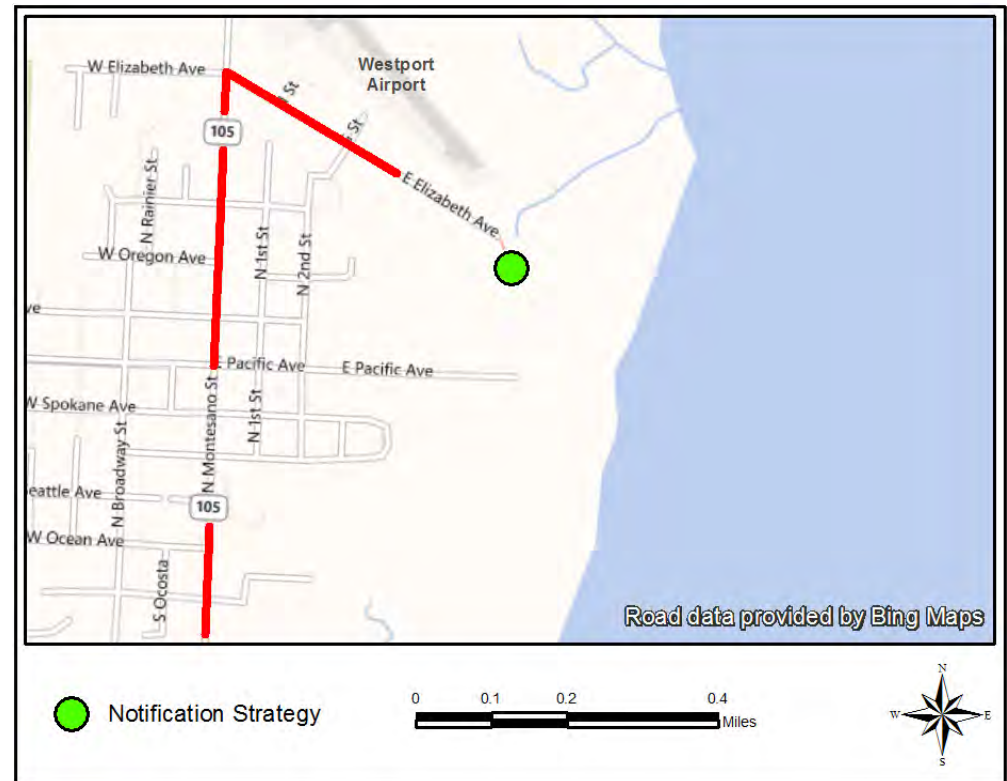 W Elizabeth Ave
Westport
Airport
St
St
105
E Elizabeth Ave
N Rainier St
W Oregon Ave
N 1st St
N 2nd St
ve
Pacific Ave
E Pacific Ave
W Spokane Ave
N Montesano St
N 1st St
N Broadway St
eattle Ave
105
W Ocean Ave
S Ocosta
Road data provided by Bing Maps
Notification Strategy
0 0.1 0.2 0.4
Miles
N
W E
S